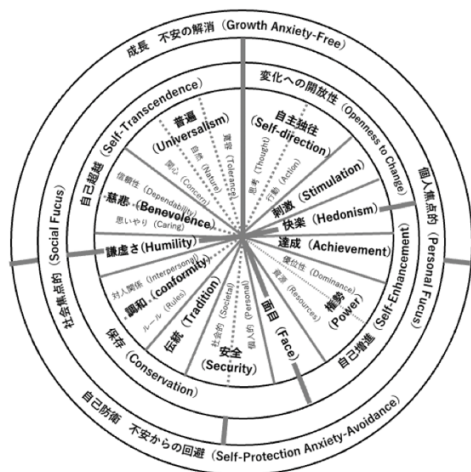 成長 不安の解消 (Growth Anxiety-Free)
個人焦点的 (Personal Focus)
自己防衛 不安からの回避 (Self-Protection Anxiety-Avoidance)
社会焦点的 (Social Fucus)
自己超越 (Self-Transcendence)
変化への開放性 (Openness to Change)
自己増進 (Self-Enhancement)
保存 (Conservation)
普遍
(Universalism)
自然 (Nature)
関心 (Concern)
寛容 (Tolerance)
自主独往
(Self-direction)
思考 (Thought)
行動 (Action)
刺激 (Stimulation)
快楽 (Hedonism)
達成 (Achievement)
優位性 (Dominance)
権勢
(Power)
資源 (Resources)
面目 (Face)
個人的 (Personal)
安全
(Security)
社会的 (Societal)
伝統 (Tradition)
ルール (Rules)
調和 (conformity)
対人関係 (Interpersonal)
謙虚さ (Humility)
思いやり (Caring)
慈悲 (Benevolence)
信頼性 (Dependability)